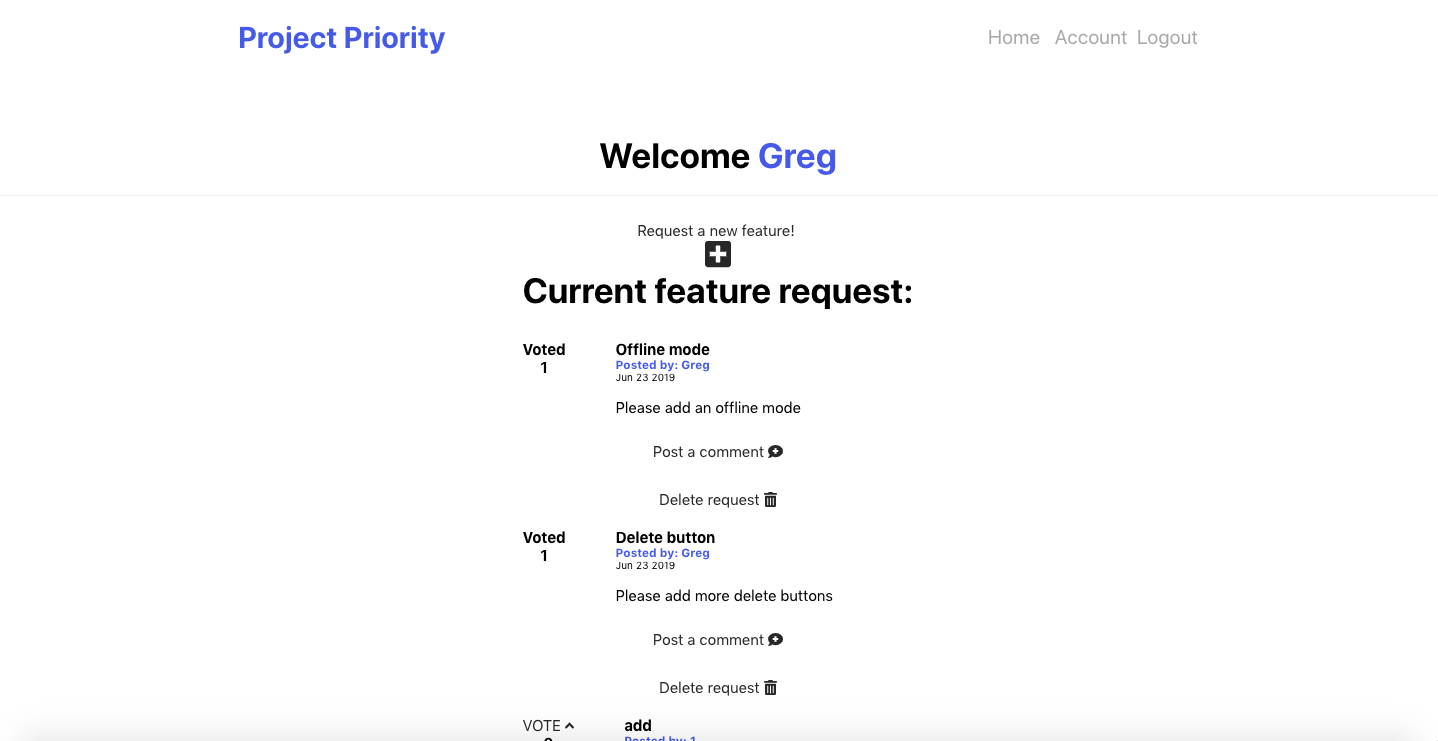 Project Priority
Home Account Logout
Welcome Greg
Request a new feature!
Current feature request:
Voted
1
Offline mode
Posted by: Greg
Jun 23 2019
Please add an offline mode
Post a comment
Delete request
Voted
1
Delete button
Posted by: Greg
Jun 23 2019
Please add more delete buttons
Post a comment
Delete request
VOTE
add
Posted by: 1